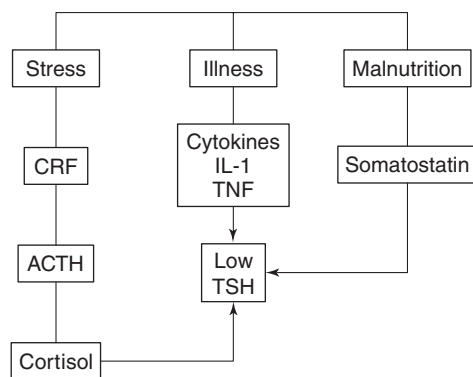 Stress
Illness
Malnutrition
CRF
Cytokines
IL-1
TNF
Somatostatin
ACTH
Low
TSH
Cortisol